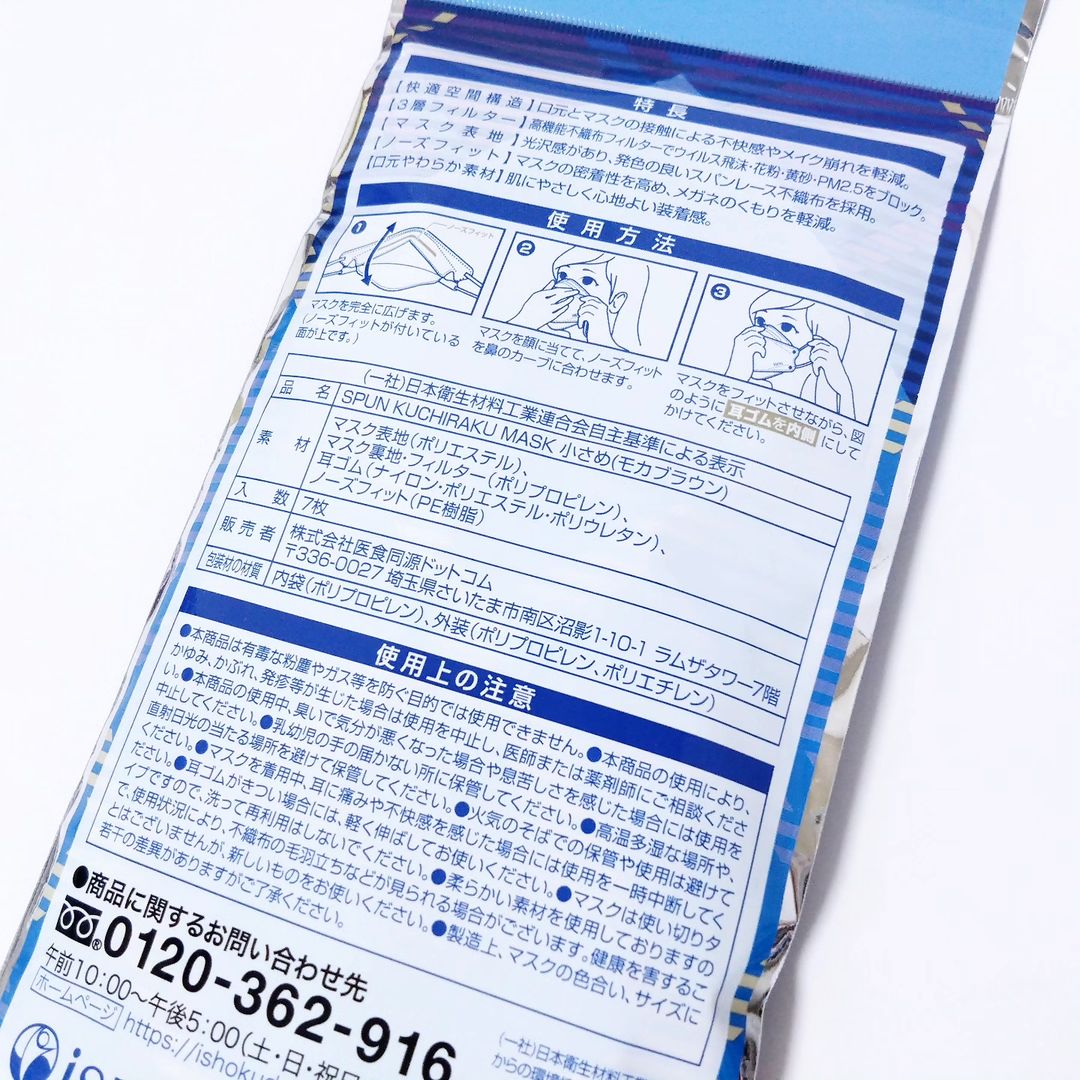 特長
【快適空間構造】口元とマスクの接触による不快感やメイク崩れを軽減。
【3層フィルター】高機能不織布フィルターでウイルス飛沫・花粉・黄砂・PM2.5をブロック。
【マスク表地】光沢感があり、発色の良いスパンレース不織布を採用。
【ノーズフィット】マスクの密着性を高め、メガネのくもりを軽減。
【口元やわらか素材】肌にやさしく心地よい装着感。
使用方法
1
ノーズフィット
マスクを完全に広げます。
(ノーズフィットが付いている
面が上です。)
2
マスクを顔に当てて、ノーズフィット
を鼻のカーブに合わせます。
3
マスクをフィットさせながら、図
のように耳ゴムを内側にして
かけてください。
(一社)日本衛生材料工業連合会自主基準による表示
品名 SPUN KUCHIRAKU MASK 小さめ(モカブラウン)
素材 マスク表地(ポリエステル)、
マスク裏地・フィルター(ポリプロピレン)、
耳ゴム(ナイロン・ポリエステル・ポリウレタン)、
ノーズフィット(PE樹脂)
入数 7枚
販売者 株式会社医食同源ドットコム
〒336-0027 埼玉県さいたま市南区沼影1-10-1 ラムザタワー7階
包装材の材質 内袋(ポリプロピレン)、外装(ポリプロピレン、ポリエチレン)
使用上の注意
●本商品は有毒な粉塵やガス等を防ぐ目的では使用できません。●本商品の使用により、
かゆみ、かぶれ、発疹等が生じた場合は使用を中止し、医師または薬剤師にご相談くださ
い。●本商品の使用中、臭いで気分が悪くなった場合や息苦しさを感じた場合には使用を
中止してください。●乳幼児の手の届かない所に保管してください。●高温多湿な場所や、
直射日光の当たる場所を避けて保管してください。●火気のそばでの保管や使用は避けて
ください。●マスクを着用中、耳に痛みや不快感を感じた場合には使用を一時中断してく
ださい。●耳ゴムがきつい場合には、軽く伸ばしてお使いください。●マスクは使い切りタ
イプですので、洗って再利用はしないでください。●柔らかい素材を使用しておりますの
で、使用状況により、不織布の毛羽立ちなどが見られる場合がございます。健康を害するこ
とはございませんが、新しいものをお使いください。●製造上、マスクの色合い、サイズに
若干の差異がありますがご了承ください。
●商品に関するお問い合わせ先
0120-362-916
午前10:00〜午後5:00(土・日・祝日
ホームページ https://ishoku
(一社)日本衛生材料工
からの環境